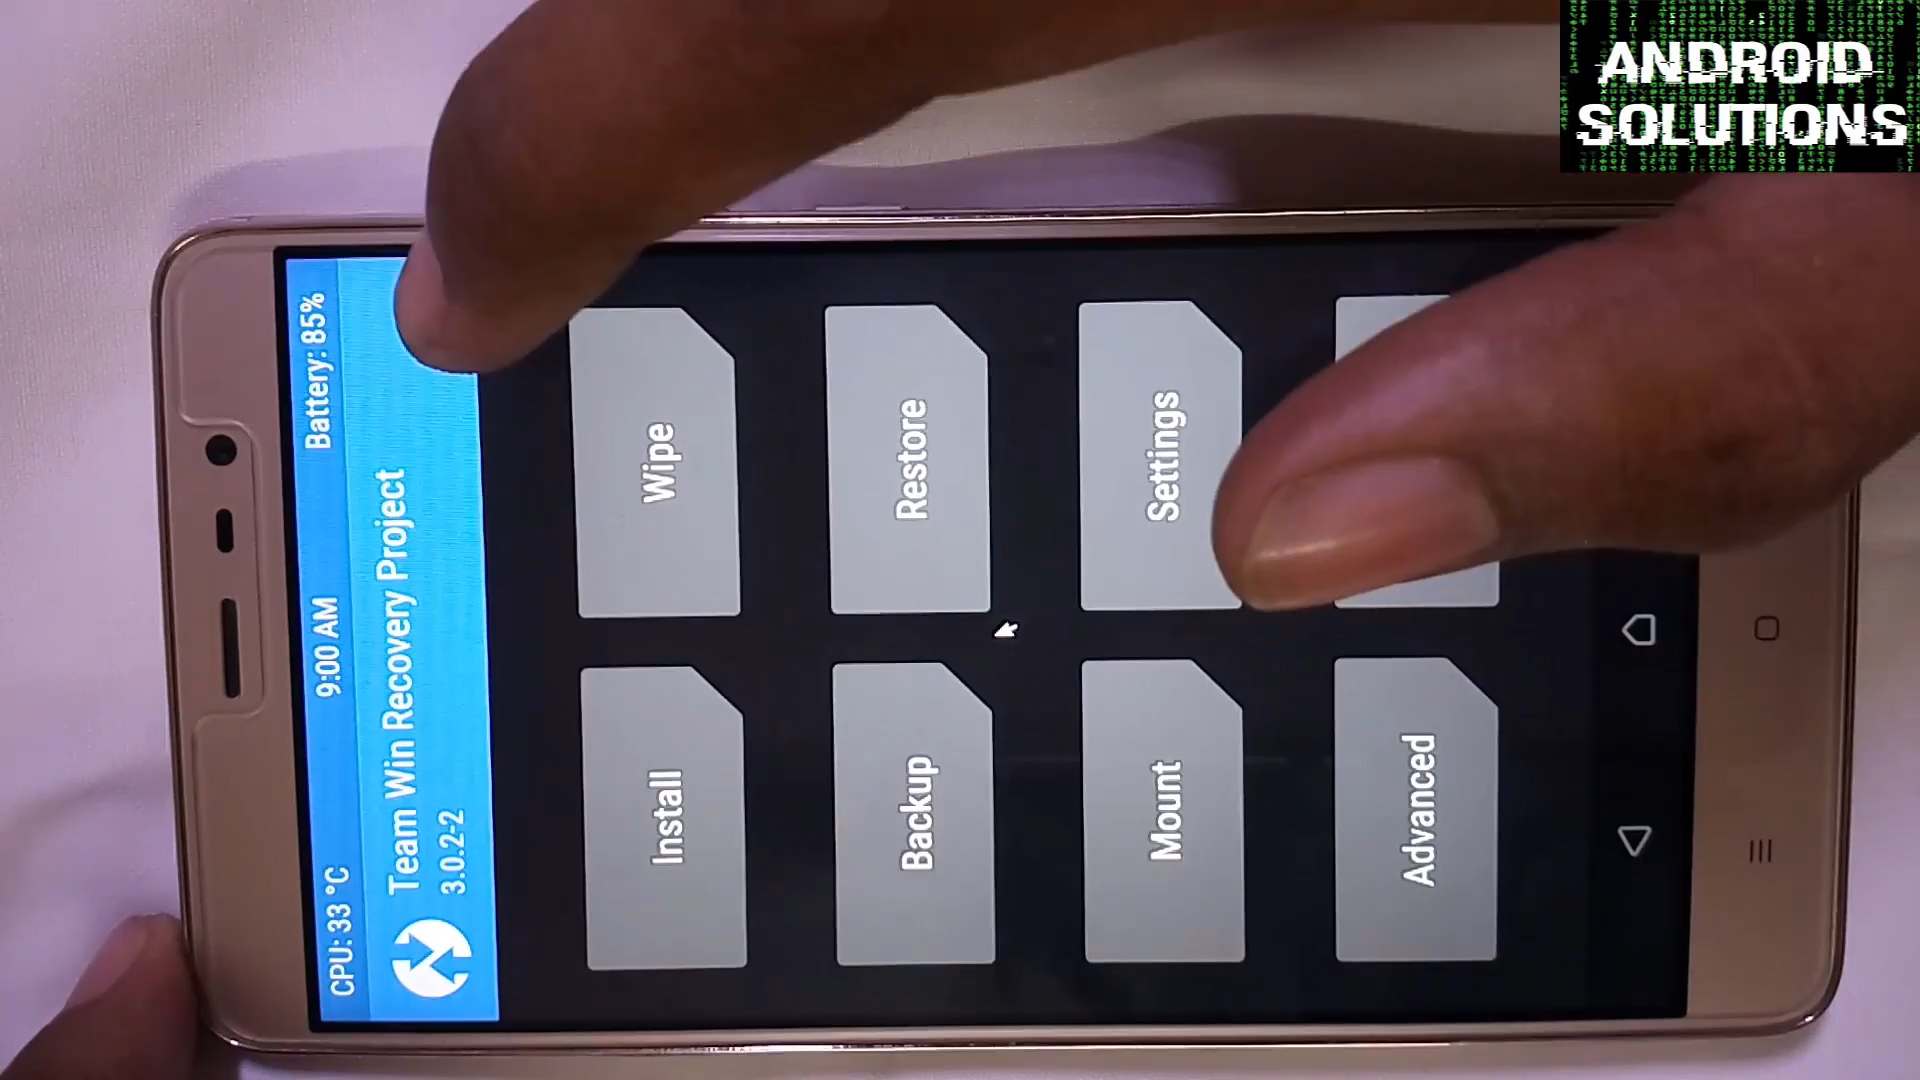 ANDROID
SOLUTIONS
CPU: 33 °C 9:00 AM Battery: 85%
Team Win Recovery Project
3.0.2-2
Install Wipe
Backup Restore
Mount Settings
Advanced